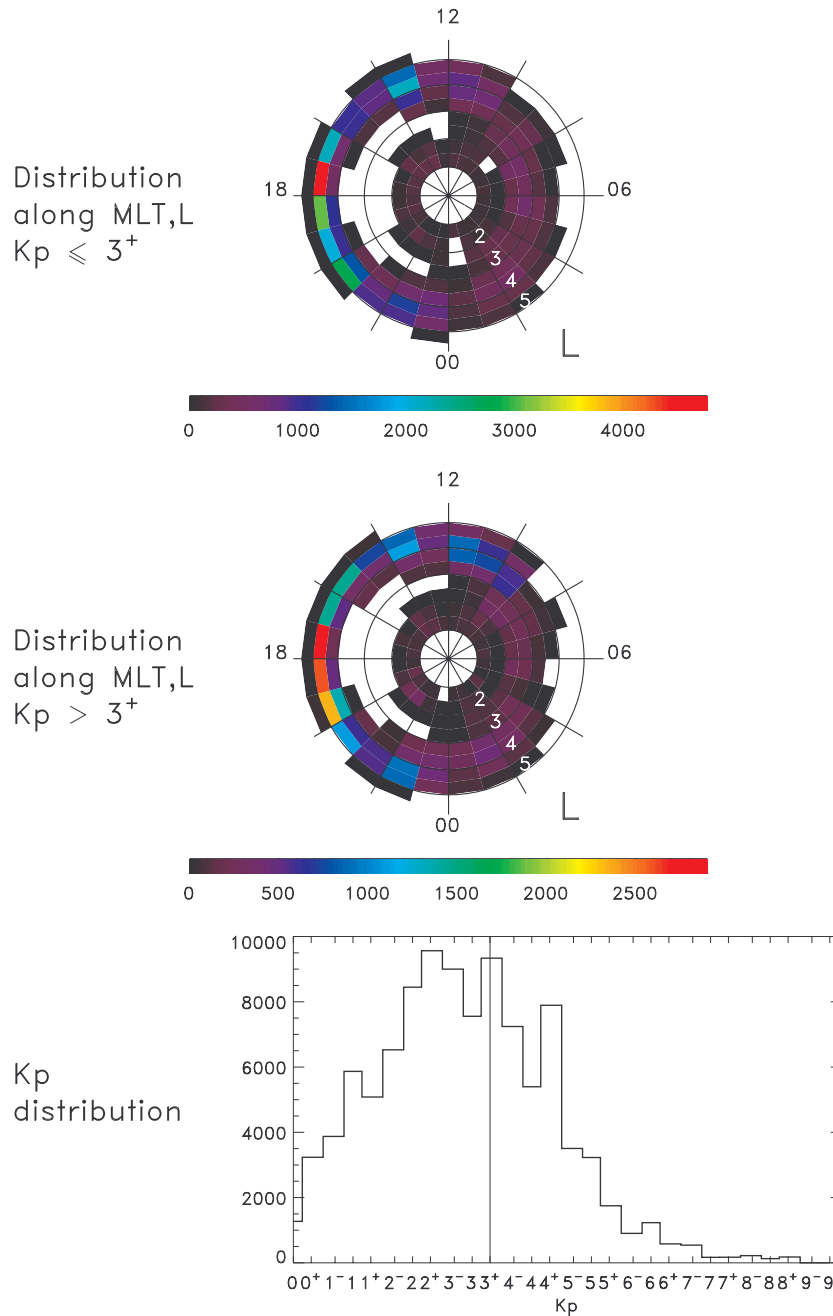 12
Distribution
along MLT,L
Kp ⩽ 3⁺
18
06
2
3
4
5
00
L
0 1000 2000 3000 4000
12
Distribution
along MLT,L
Kp > 3⁺
18
06
2
3
4
5
00
L
0 500 1000 1500 2000 2500
Kp
distribution
10000
8000
6000
4000
2000
0
00⁺ 1⁻11⁺ 2⁻22⁺ 3⁻33⁺ 4⁻44⁺ 5⁻55⁺ 6⁻66⁺ 7⁻77⁺ 8⁻88⁺ 9⁻9
Kp